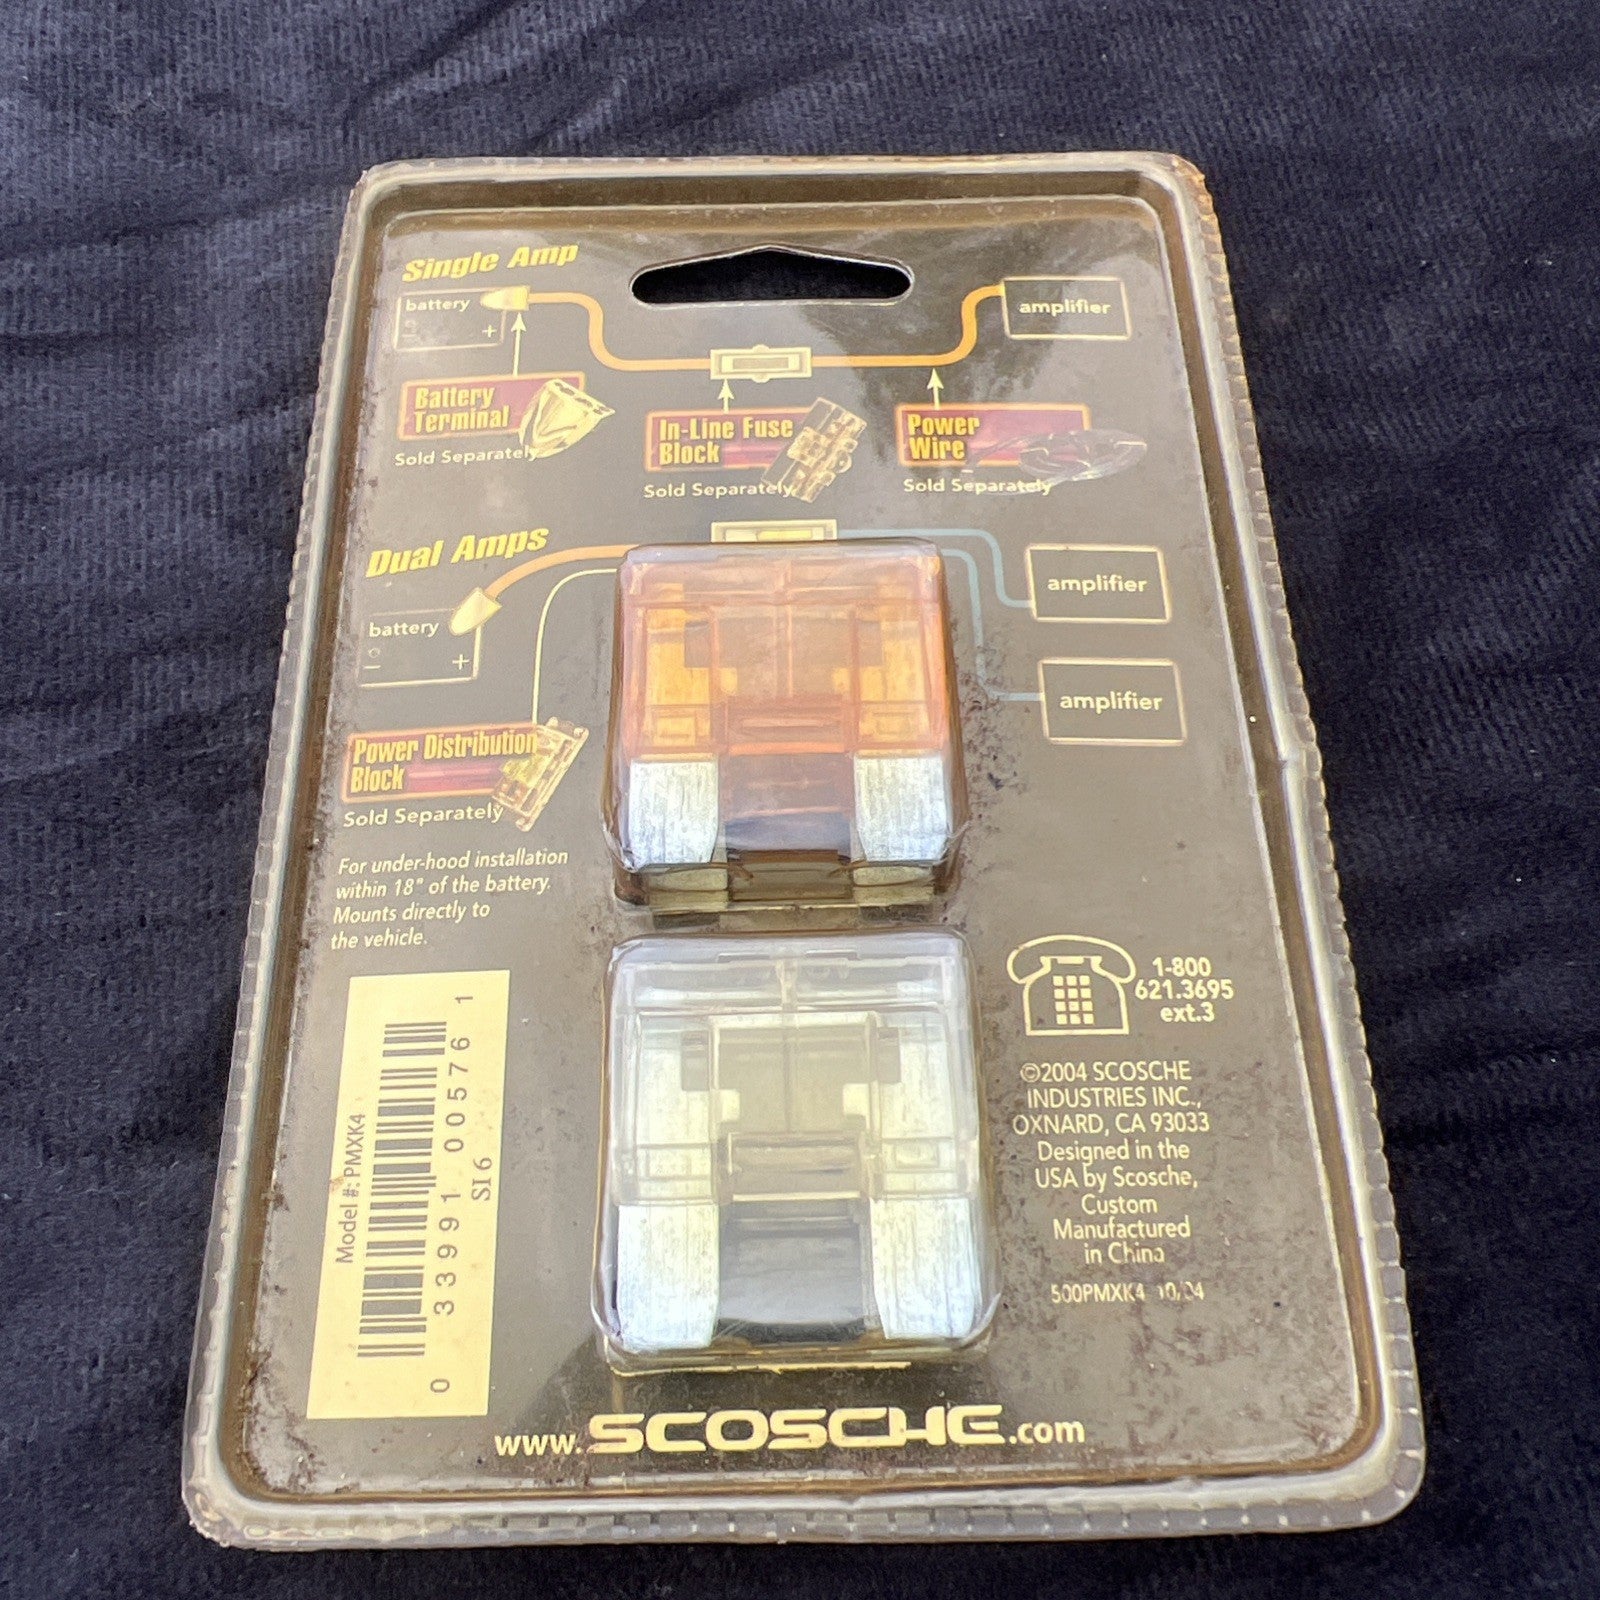 Single Amp
battery
+
amplifier
Battery
Terminal
Sold Separately
In-Line Fuse
Block
Sold Separately
Power
Wire
Sold Separately
Dual Amps
battery
- +
amplifier
amplifier
Power Distribution
Block
Sold Separately
For under-hood installation
within 18" of the battery.
Mounts directly to
the vehicle.
Model #: PMXK4
0 33991 00576 1
SI6
1-800
621.3695
ext.3
©2004 SCOSCHE
INDUSTRIES INC.,
OXNARD, CA 93033
Designed in the
USA by Scosche,
Custom
Manufactured
in China
500PMXK4 10/04
www.SCOSCHE.com